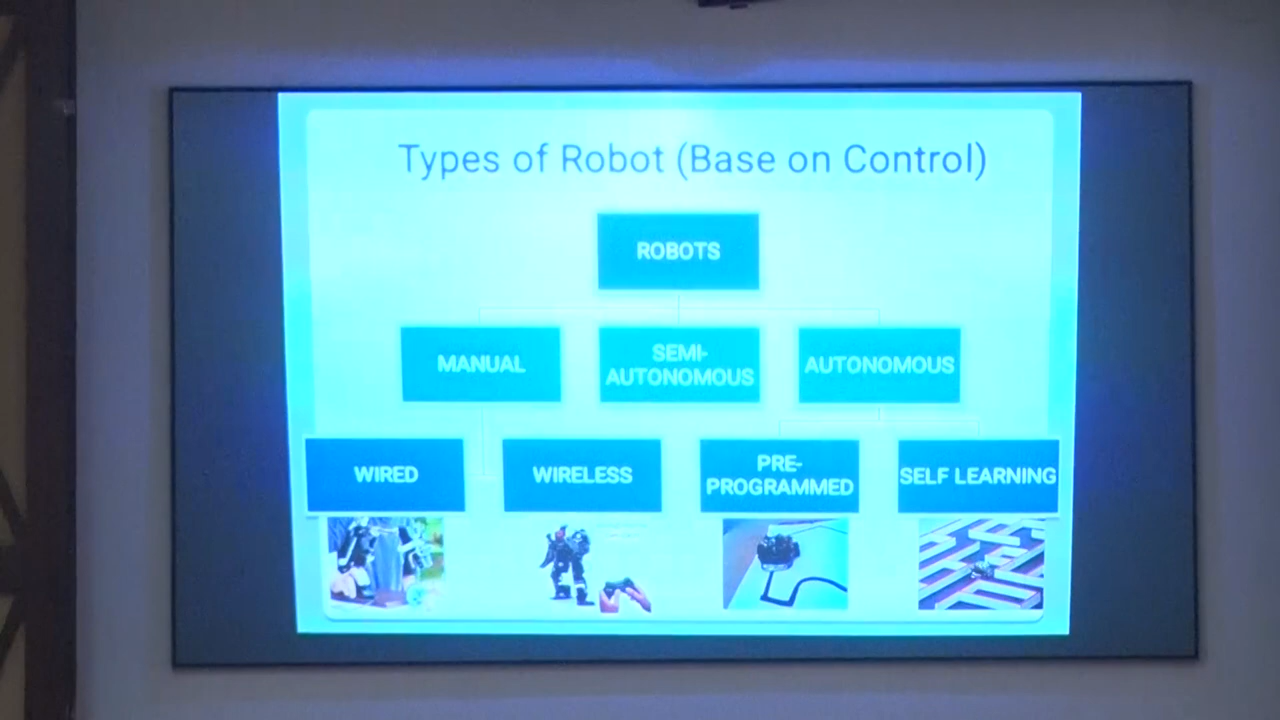 Types of Robot (Base on Control)
ROBOTS
MANUAL
SEMI-
AUTONOMOUS
AUTONOMOUS
WIRED
WIRELESS
PRE-
PROGRAMMED
SELF LEARNING